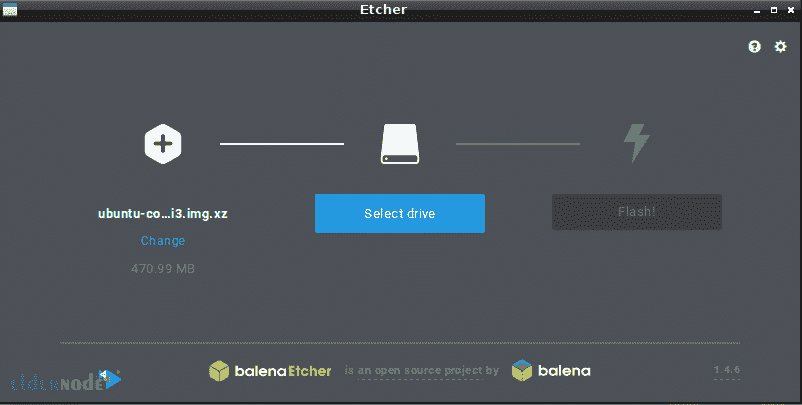 Etcher
ubuntu-co...i3.img.xz
Change
470.99 MB
Select drive
Flash!
elderNODE
balenaEtcher is an open source project by balena
1.4.6